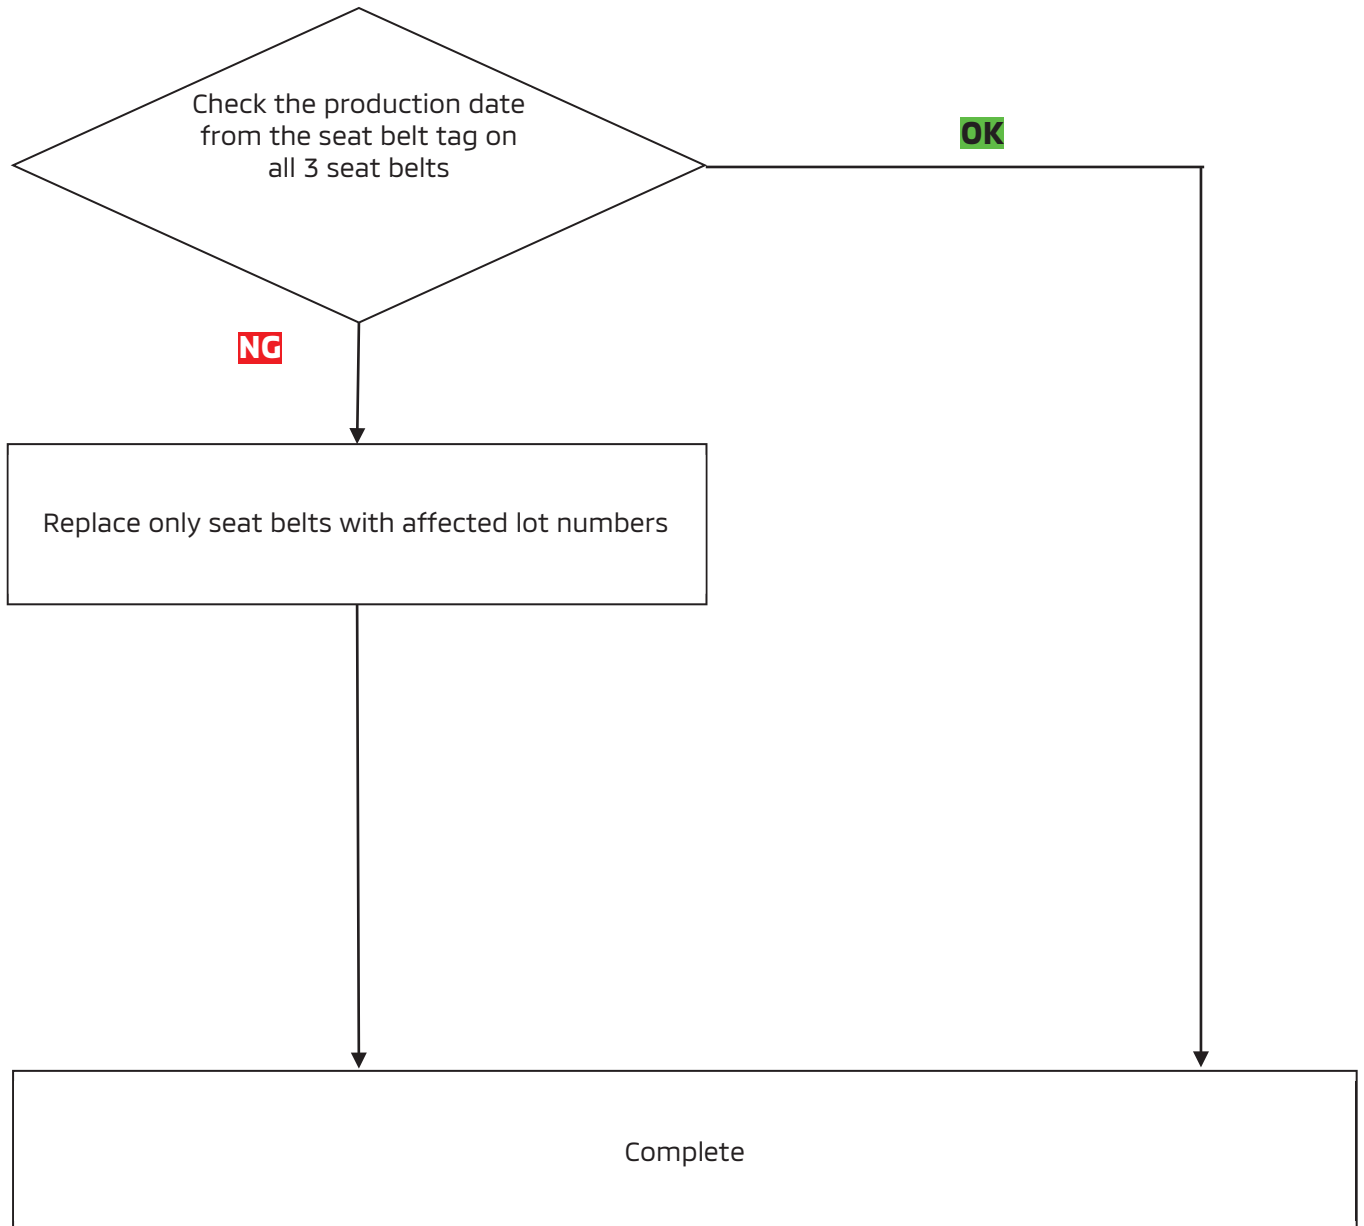 Check the production date
from the seat belt tag on
all 3 seat belts
OK
NG
Replace only seat belts with affected lot numbers
Complete